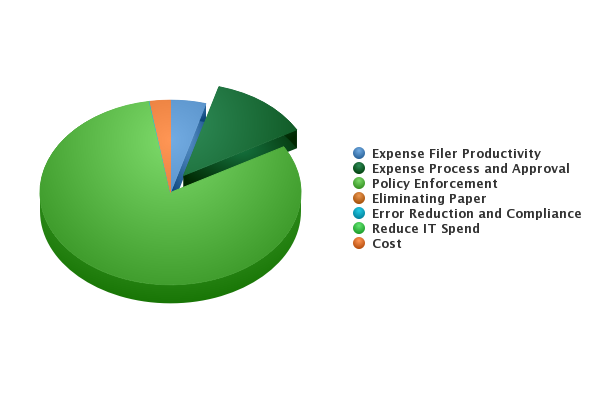 Expense Filer Productivity
Expense Process and Approval
Policy Enforcement
Eliminating Paper
Error Reduction and Compliance
Reduce IT Spend
Cost